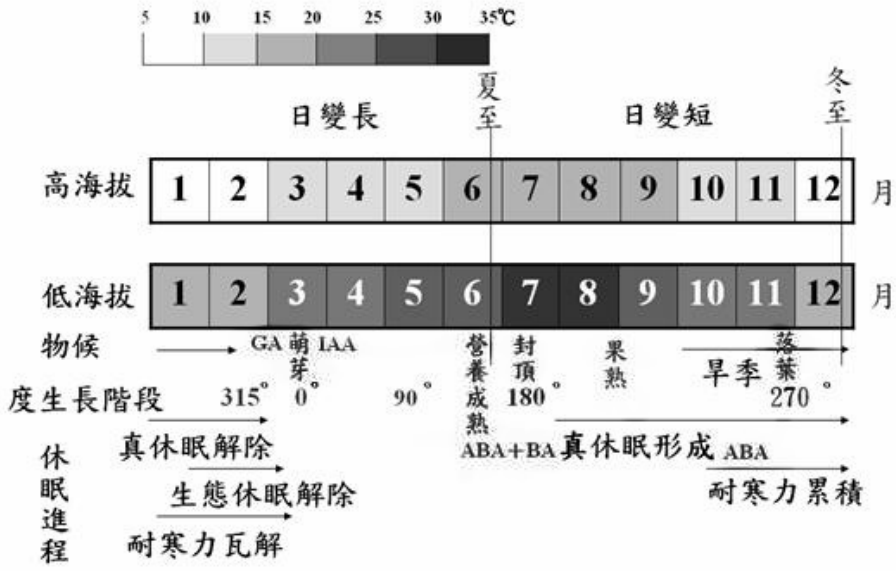 5 10 15 20 25 30 35℃
日變長 夏至 日變短 冬至
高海拔 1 2 3 4 5 6 7 8 9 10 11 12 月
低海拔 1 2 3 4 5 6 7 8 9 10 11 12 月
物候 GA 萌芽 IAA 營養成熟 封頂 果熟 旱季 落葉
度生長階段 315° 0° 90° 180° 270°
休眠進程
真休眠解除 ABA+BA 真休眠形成 ABA
生態休眠解除 耐寒力累積
耐寒力瓦解